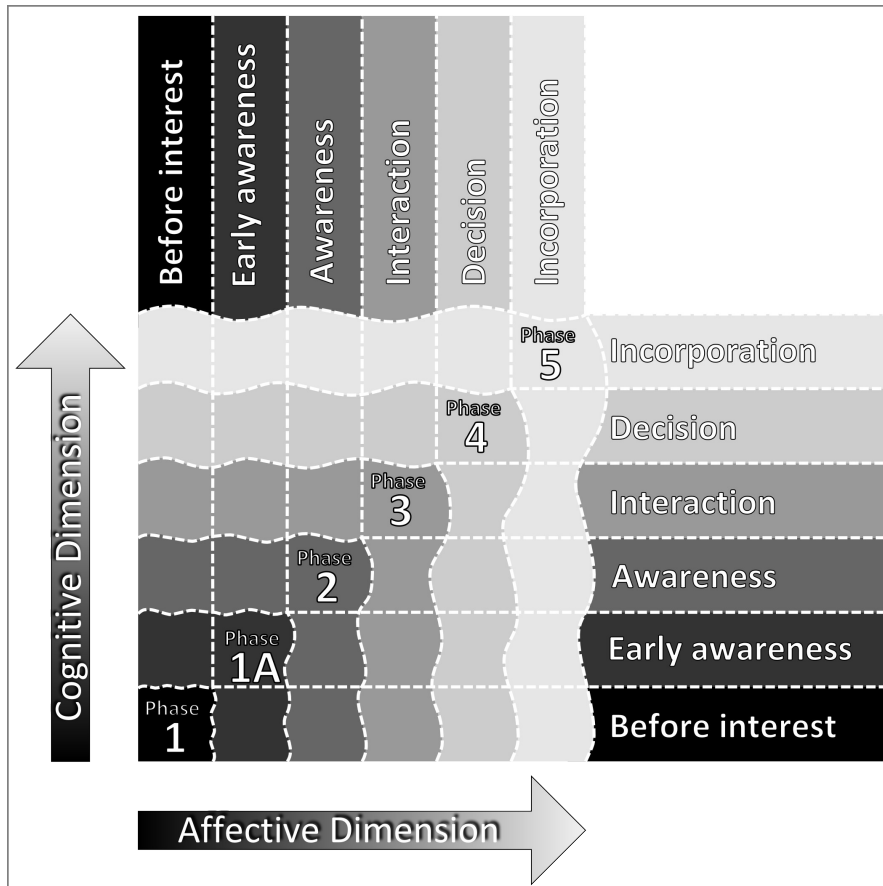 Before interest
Early awareness
Awareness
Interaction
Decision
Incorporation
Phase
5
Incorporation
Phase
4
Decision
Phase
3
Interaction
Phase
2
Awareness
Phase
1A
Early awareness
Phase
1
Before interest
Cognitive Dimension
Affective Dimension